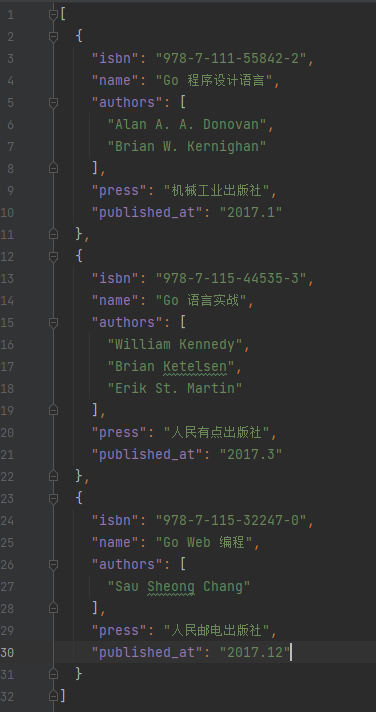 1 [
2 {
3 "isbn": "978-7-111-55842-2",
4 "name": "Go 程序设计语言",
5 "authors": [
6 "Alan A. A. Donovan",
7 "Brian W. Kernighan"
8 ],
9 "press": "机械工业出版社",
10 "published_at": "2017.1"
11 },
12 {
13 "isbn": "978-7-115-44535-3",
14 "name": "Go 语言实战",
15 "authors": [
16 "William Kennedy",
17 "Brian Ketelsen",
18 "Erik St. Martin"
19 ],
20 "press": "人民有点出版社",
21 "published_at": "2017.3"
22 },
23 {
24 "isbn": "978-7-115-32247-0",
25 "name": "Go Web 编程",
26 "authors": [
27 "Sau Sheong Chang"
28 ],
29 "press": "人民邮电出版社",
30 "published_at": "2017.12"
31 }
32 ]